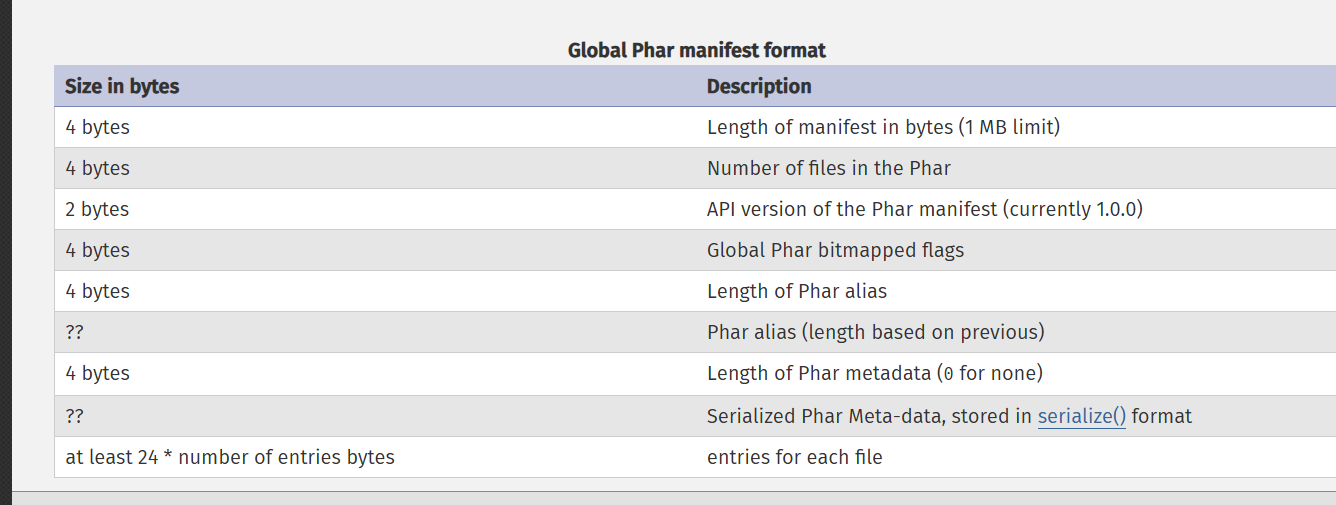 Global Phar manifest format
Size in bytes Description
4 bytes Length of manifest in bytes (1 MB limit)
4 bytes Number of files in the Phar
2 bytes API version of the Phar manifest (currently 1.0.0)
4 bytes Global Phar bitmapped flags
4 bytes Length of Phar alias
?? Phar alias (length based on previous)
4 bytes Length of Phar metadata (0 for none)
?? Serialized Phar Meta-data, stored in serialize() format
at least 24 * number of entries bytes entries for each file